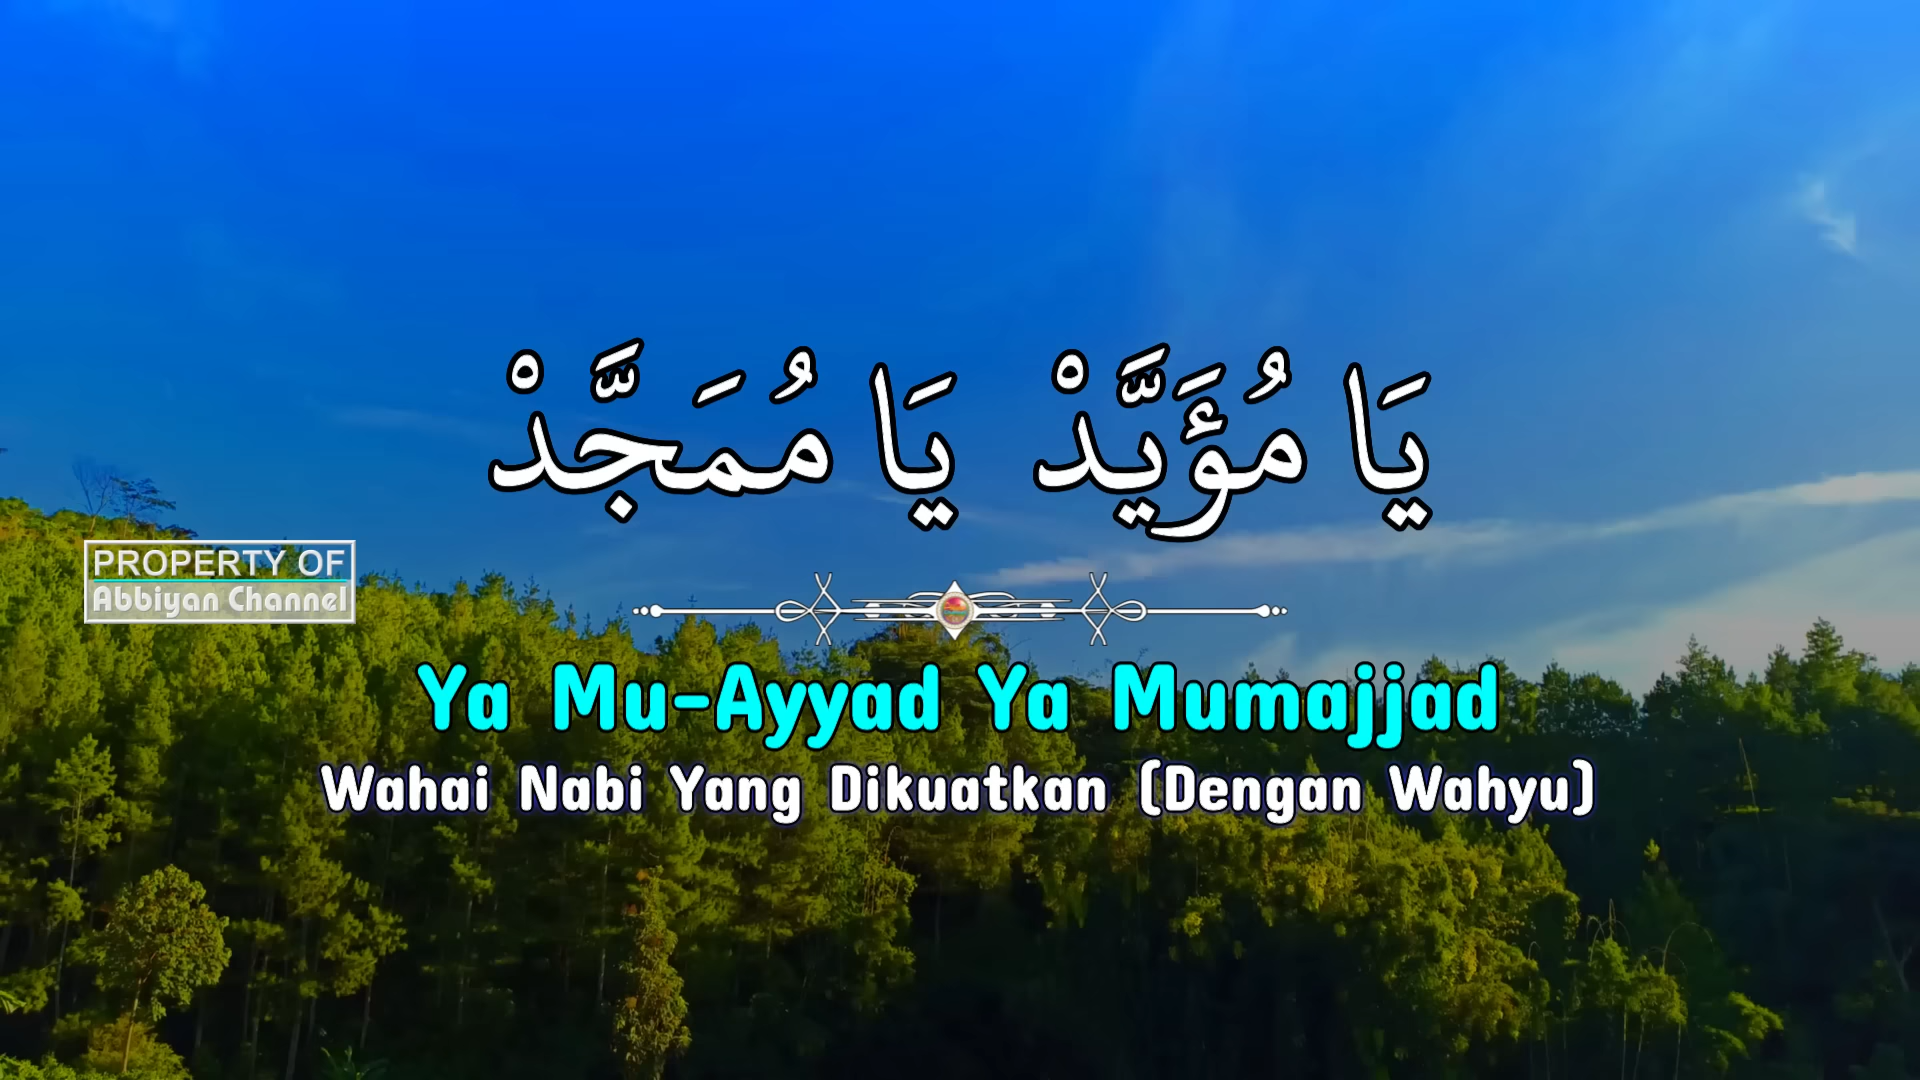 يَا مُؤَيَّدْ يَا مُمَجَّدْ
PROPERTY OF
Abbiyan Channel
Ya Mu-Ayyad Ya Mumajjad
Wahai Nabi Yang Dikuatkan (Dengan Wahyu)